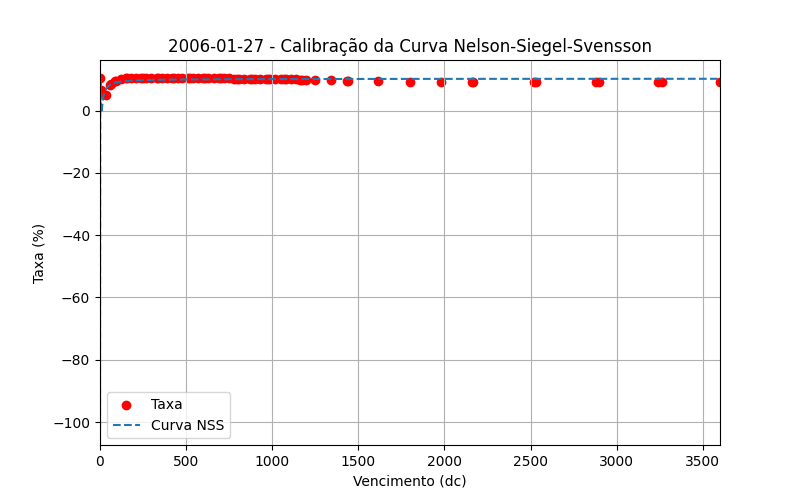 2006-01-27 - Calibração da Curva Nelson-Siegel-Svensson
0
−20
−40
−60
−80
−100
Taxa (%)
Taxa
Curva NSS
0 500 1000 1500 2000 2500 3000 3500
Vencimento (dc)